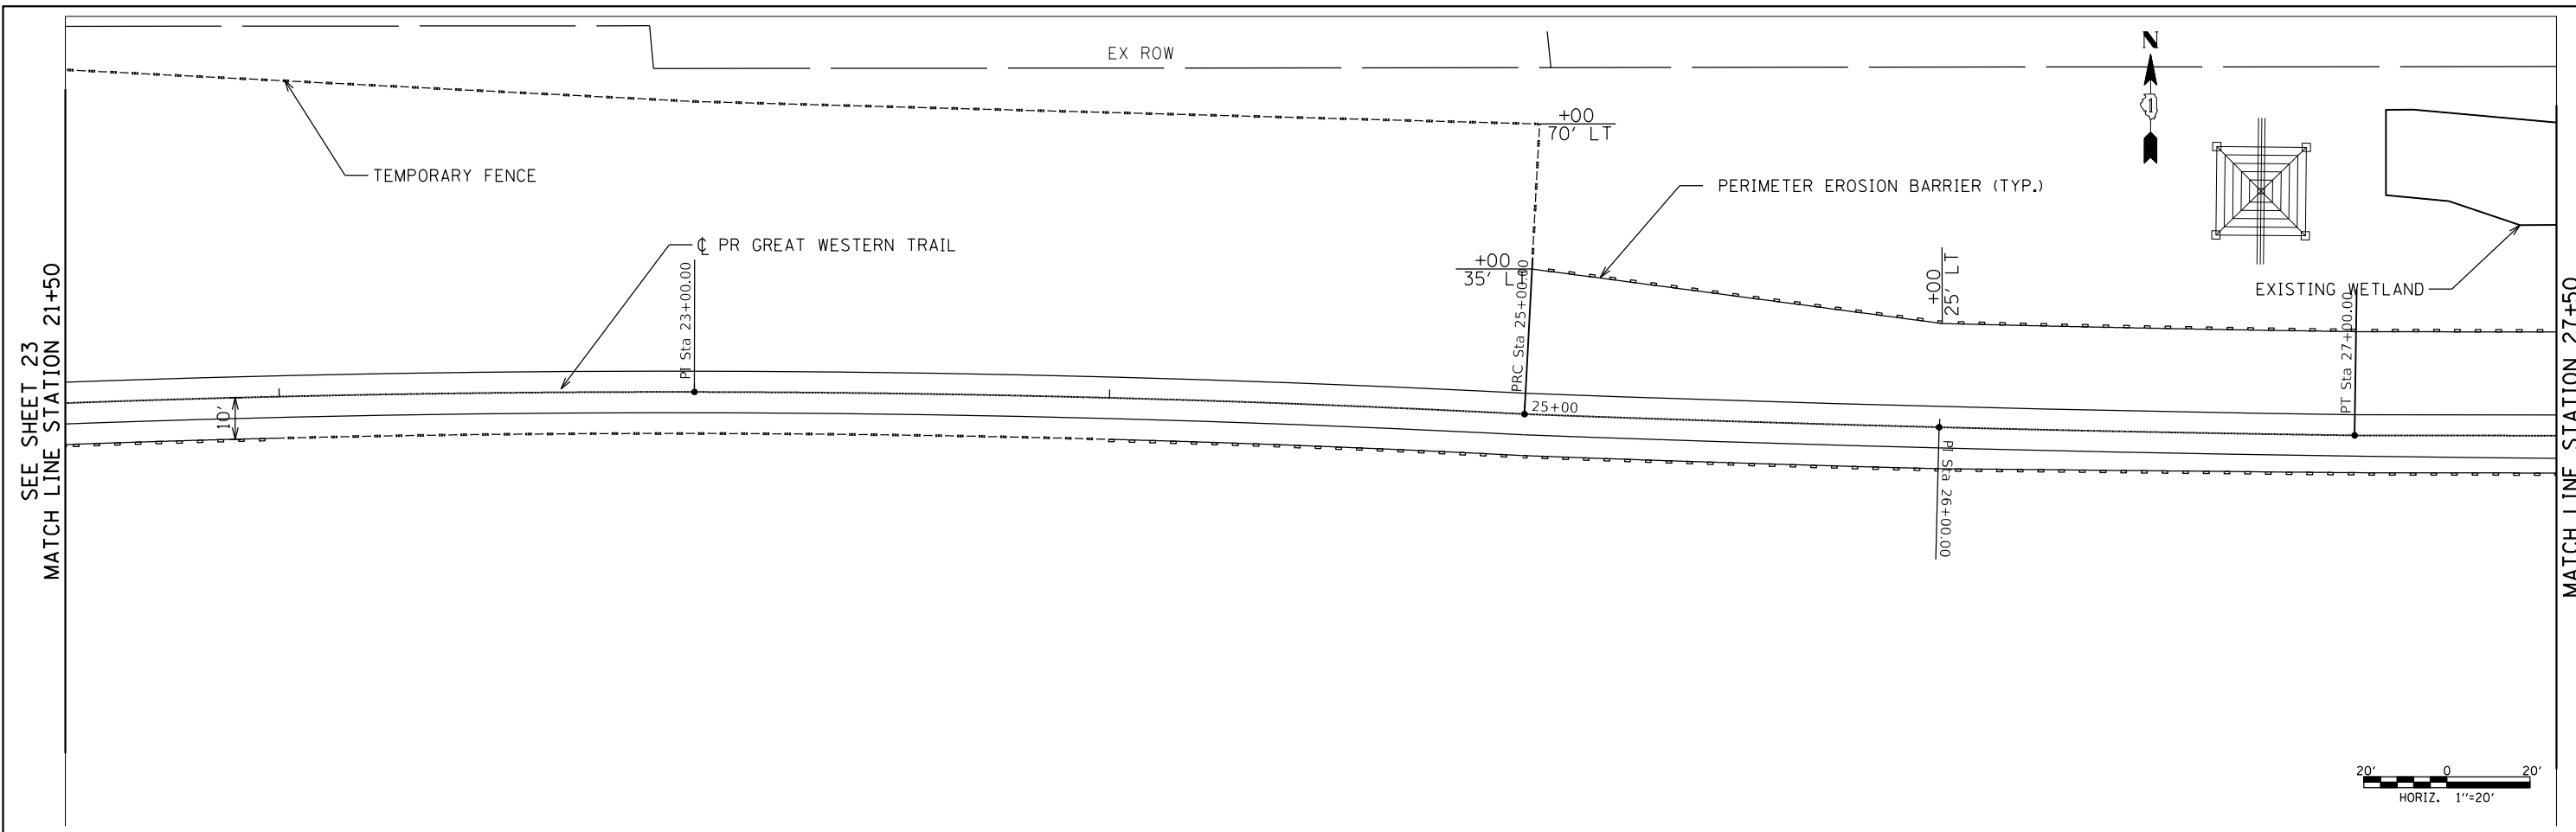 EX ROW
N
1
+00
70' LT
TEMPORARY FENCE
PERIMETER EROSION BARRIER (TYP.)
℄ PR GREAT WESTERN TRAIL
+00
35' LT
+00
25' LT
EXISTING WETLAND
SEE SHEET 23
MATCH LINE STATION 21+50
PI Sta 23+00.00
PRC Sta 25+00.00
PT Sta 27+00.00
MATCH LINE STATION 27+50
10'
25+00
PI Sta 26+00.00
20' 0 20'
HORIZ. 1"=20'